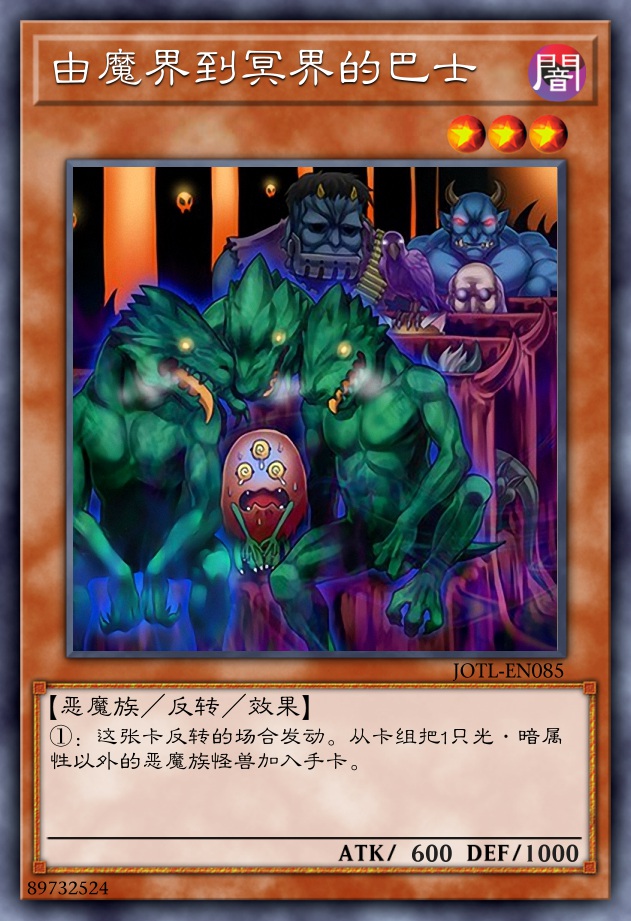 由魔界到冥界的巴士
闇
JOTL-EN085
【恶魔族／反转／效果】
①：这张卡反转的场合发动。从卡组把1只光·暗属
性以外的恶魔族怪兽加入手卡。
ATK/ 600 DEF/1000
89732524